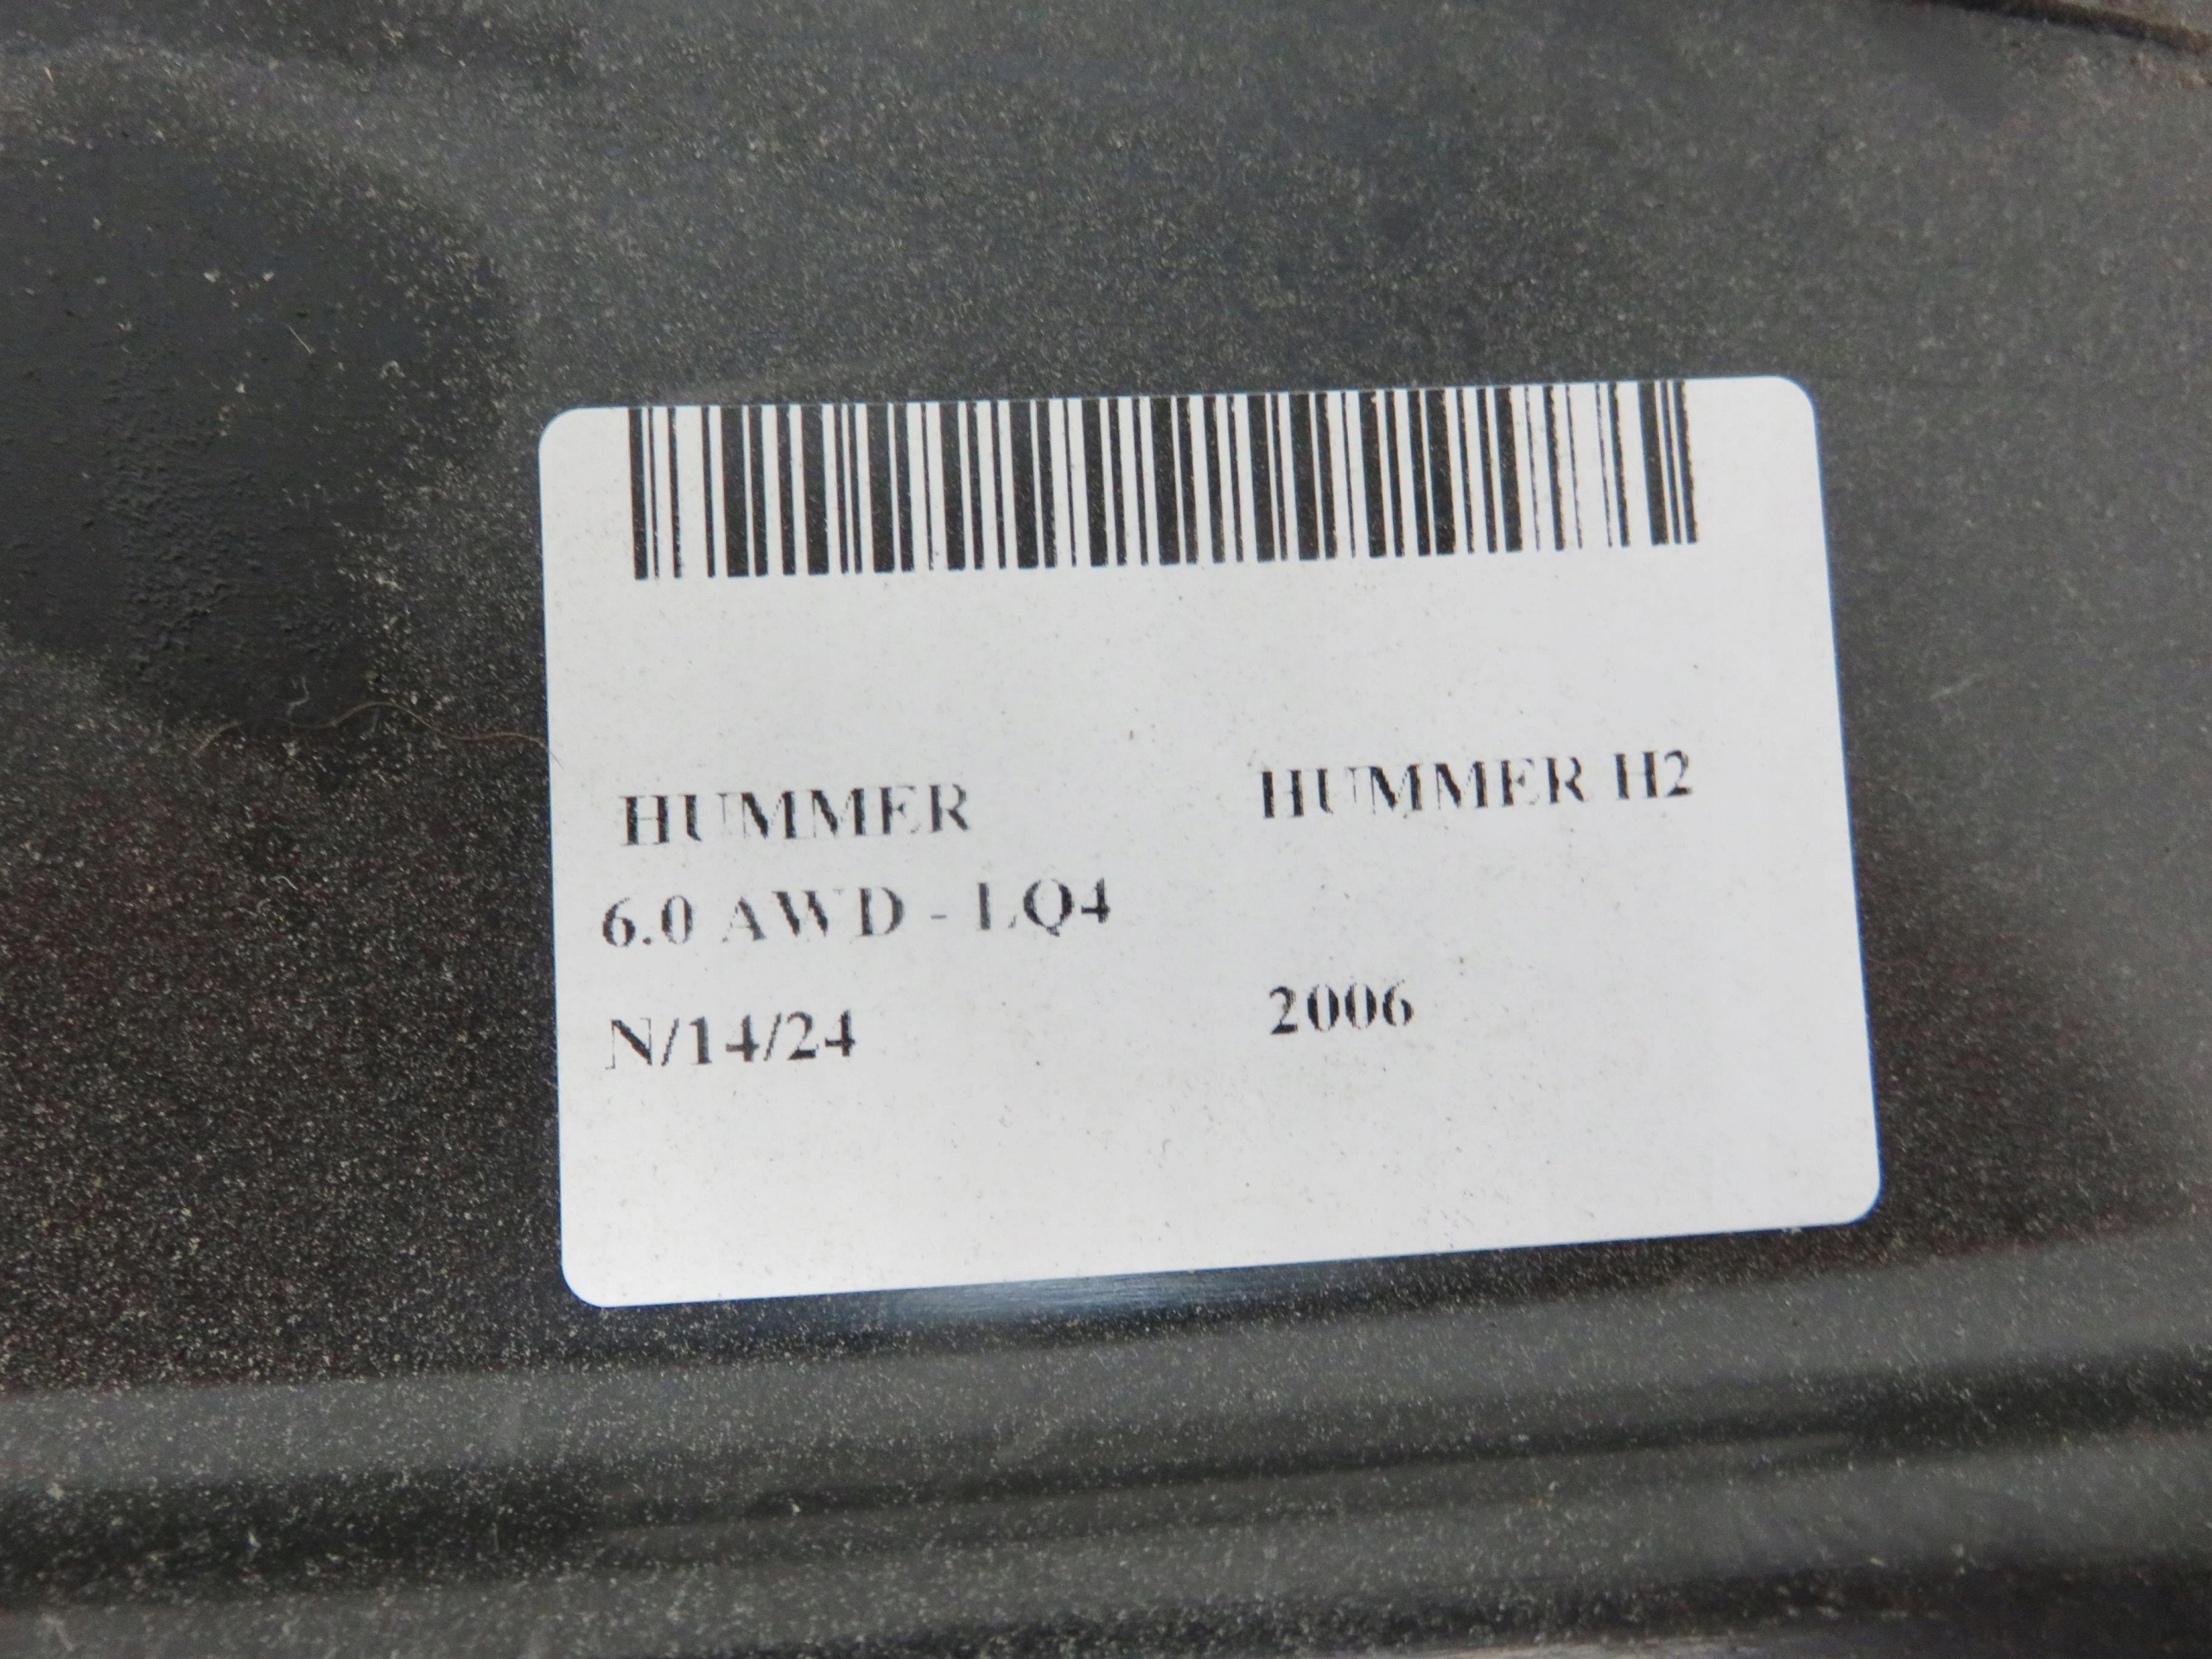 HUMMER HUMMER H2
6.0 AWD - LQ4
N/14/24 2006